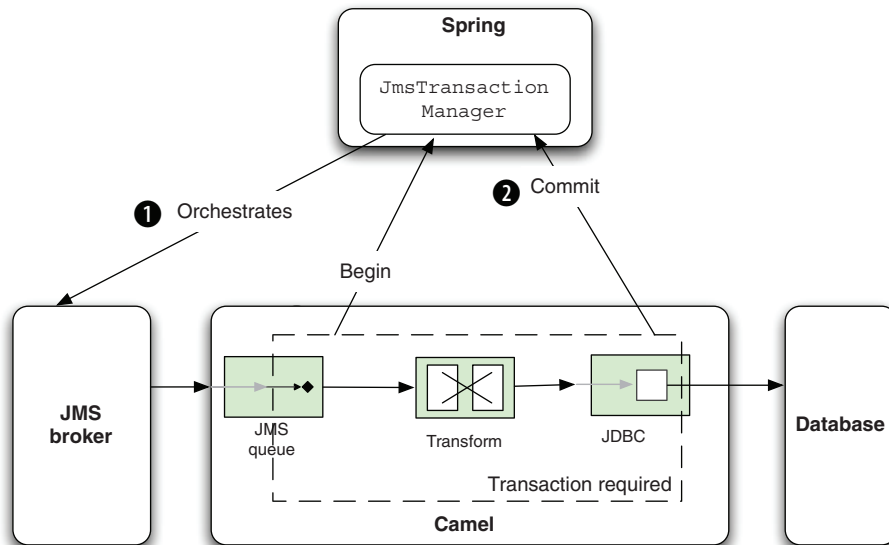 Spring
JmsTransaction
Manager
❶ Orchestrates
❷ Commit
Begin
JMS
broker
JMS
queue
Transform
JDBC
Transaction required
Camel
Database